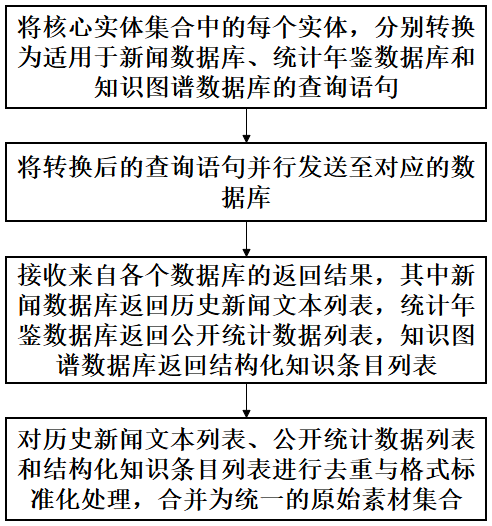 将核心实体集合中的每个实体，分别转换
为适用于新闻数据库、统计年鉴数据库和
知识图谱数据库的查询语句
将转换后的查询语句并行发送至对应的数
据库
接收来自各个数据库的返回结果，其中新
闻数据库返回历史新闻文本列表，统计年
鉴数据库返回公开统计数据列表，知识图
谱数据库返回结构化知识条目列表
对历史新闻文本列表、公开统计数据列表
和结构化知识条目列表进行去重与格式标
准化处理，合并为统一的原始素材集合